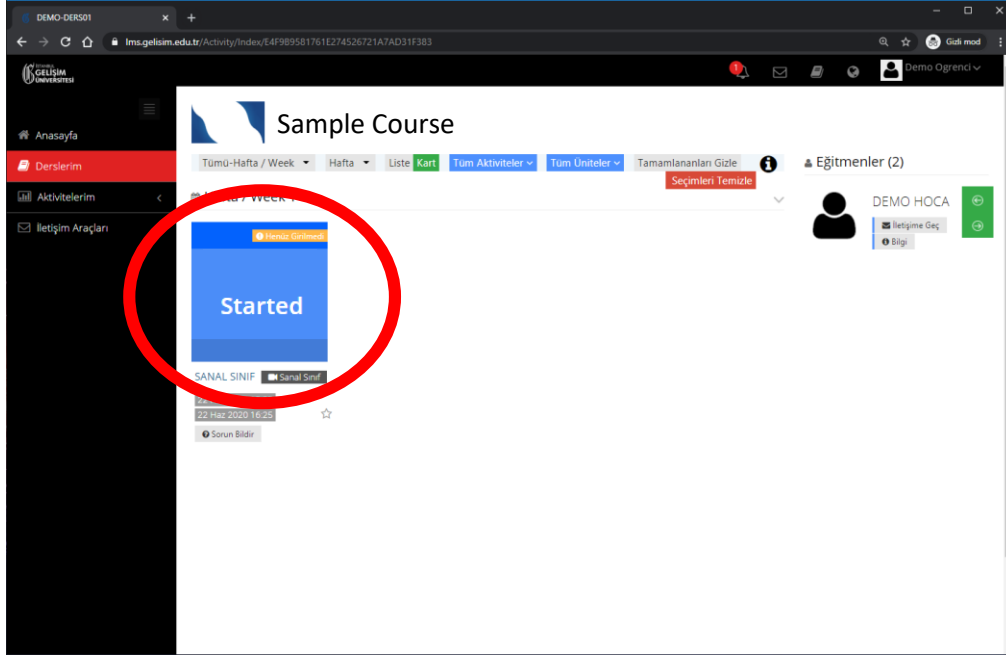 DEMO-DERS01
lms.gelisim.edu.tr/Activity/Index/E4F9B9581761E274526721A7AD31F383
Gizli mod
İSTANBUL
GELİŞİM
ÜNİVERSİTESİ
1
Demo Ogrenci
Anasayfa
Derslerim
Aktivitelerim
İletişim Araçları
Sample Course
Tümü-Hafta / Week Hafta Liste Kart Tüm Aktiviteler Tüm Üniteler Tamamlananları Gizle
Seçimleri Temizle
/ Week
Henüz Girilmedi
Started
SANAL SINIF Sanal Sınıf
22 Haz 2020 16:25
Sorun Bildir
Eğitmenler (2)
DEMO HOCA
İletişime Geç
Bilgi